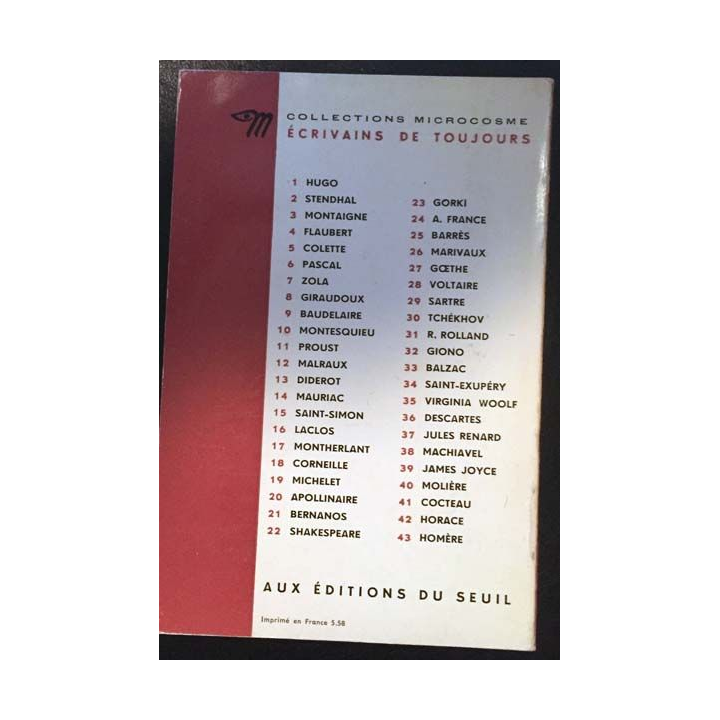 COLLECTIONS MICROCOSME
ÉCRIVAINS DE TOUJOURS
1 HUGO
2 STENDHAL
3 MONTAIGNE
4 FLAUBERT
5 COLETTE
6 PASCAL
7 ZOLA
8 GIRAUDOUX
9 BAUDELAIRE
10 MONTESQUIEU
11 PROUST
12 MALRAUX
13 DIDEROT
14 MAURIAC
15 SAINT-SIMON
16 LACLOS
17 MONTHERLANT
18 CORNEILLE
19 MICHELET
20 APOLLINAIRE
21 BERNANOS
22 SHAKESPEARE
23 GORKI
24 A. FRANCE
25 BARRÈS
26 MARIVAUX
27 GŒTHE
28 VOLTAIRE
29 SARTRE
30 TCHÉKHOV
31 R. ROLLAND
32 GIONO
33 BALZAC
34 SAINT-EXUPÉRY
35 VIRGINIA WOOLF
36 DESCARTES
37 JULES RENARD
38 MACHIAVEL
39 JAMES JOYCE
40 MOLIÈRE
41 COCTEAU
42 HORACE
43 HOMÈRE
AUX ÉDITIONS DU SEUIL
Imprimé en France 5.58